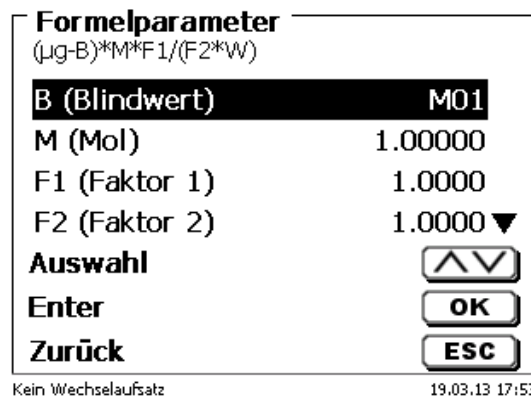 Formelparameter
(µg-B)*M*F1/(F2*W)
B (Blindwert) M01
M (Mol) 1.00000
F1 (Faktor 1) 1.0000
F2 (Faktor 2) 1.0000
Auswahl
Enter OK
Zurück ESC
Kein Wechselaufsatz 19.03.13 17:53